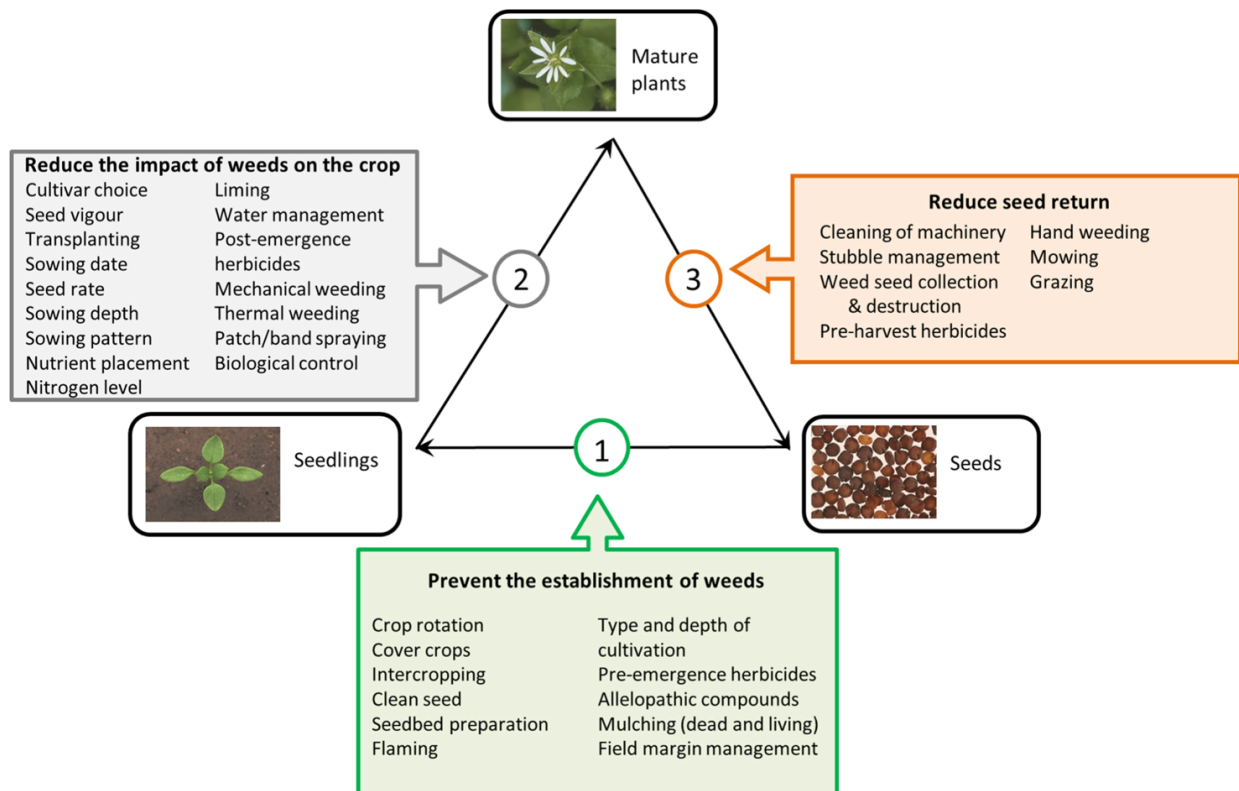 Mature
plants
Reduce the impact of weeds on the crop
Cultivar choice
Seed vigour
Transplanting
Sowing date
Seed rate
Sowing depth
Sowing pattern
Nutrient placement
Nitrogen level
Liming
Water management
Post-emergence
herbicides
Mechanical weeding
Thermal weeding
Patch/band spraying
Biological control
2
3
Reduce seed return
Cleaning of machinery
Stubble management
Weed seed collection
& destruction
Pre-harvest herbicides
Hand weeding
Mowing
Grazing
Seedlings
1
Seeds
Prevent the establishment of weeds
Crop rotation
Cover crops
Intercropping
Clean seed
Seedbed preparation
Flaming
Type and depth of
cultivation
Pre-emergence herbicides
Allelopathic compounds
Mulching (dead and living)
Field margin management